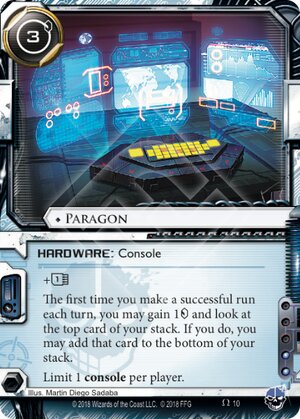 3
Paragon
HARDWARE: Console
+1
The first time you make a successful run
each turn, you may gain 1 and look at
the top card of your stack. If you do, you
may add that card to the bottom of your
stack.
Limit 1 console per player.
Illus. Martin Diego Sadaba
© 2018 Wizards of the Coast LLC. © 2018 FFG
Ω 10